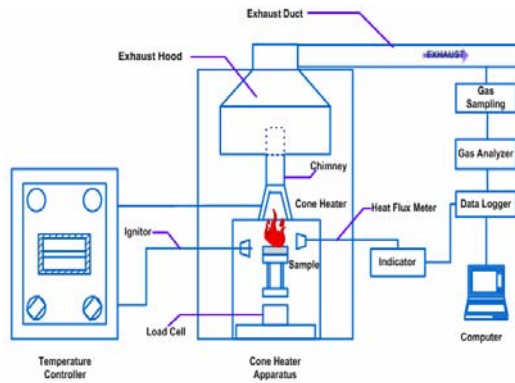 Exhaust Duct
Exhaust Hood
EXHAUST
Gas
Sampling
Chimney
Gas Analyzer
Cone Heater
Ignitor
Heat Flux Meter
Data Logger
Sample
Indicator
Load Cell
Computer
Temperature
Controller
Cone Heater
Apparatus